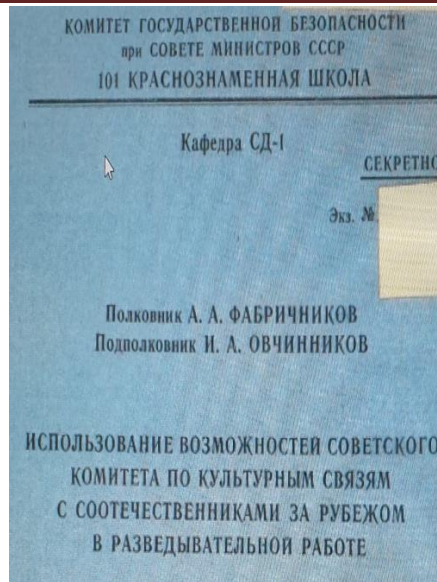 КОМИТЕТ ГОСУДАРСТВЕННОЙ БЕЗОПАСНОСТИ
при СОВЕТЕ МИНИСТРОВ СССР
101 КРАСНОЗНАМЕННАЯ ШКОЛА
Кафедра СД-1
СЕКРЕТНО
Экз. №
Полковник А. А. ФАБРИЧНИКОВ
Подполковник И. А. ОВЧИННИКОВ
ИСПОЛЬЗОВАНИЕ ВОЗМОЖНОСТЕЙ СОВЕТСКОГО
КОМИТЕТА ПО КУЛЬТУРНЫМ СВЯЗЯМ
С СООТЕЧЕСТВЕННИКАМИ ЗА РУБЕЖОМ
В РАЗВЕДЫВАТЕЛЬНОЙ РАБОТЕ